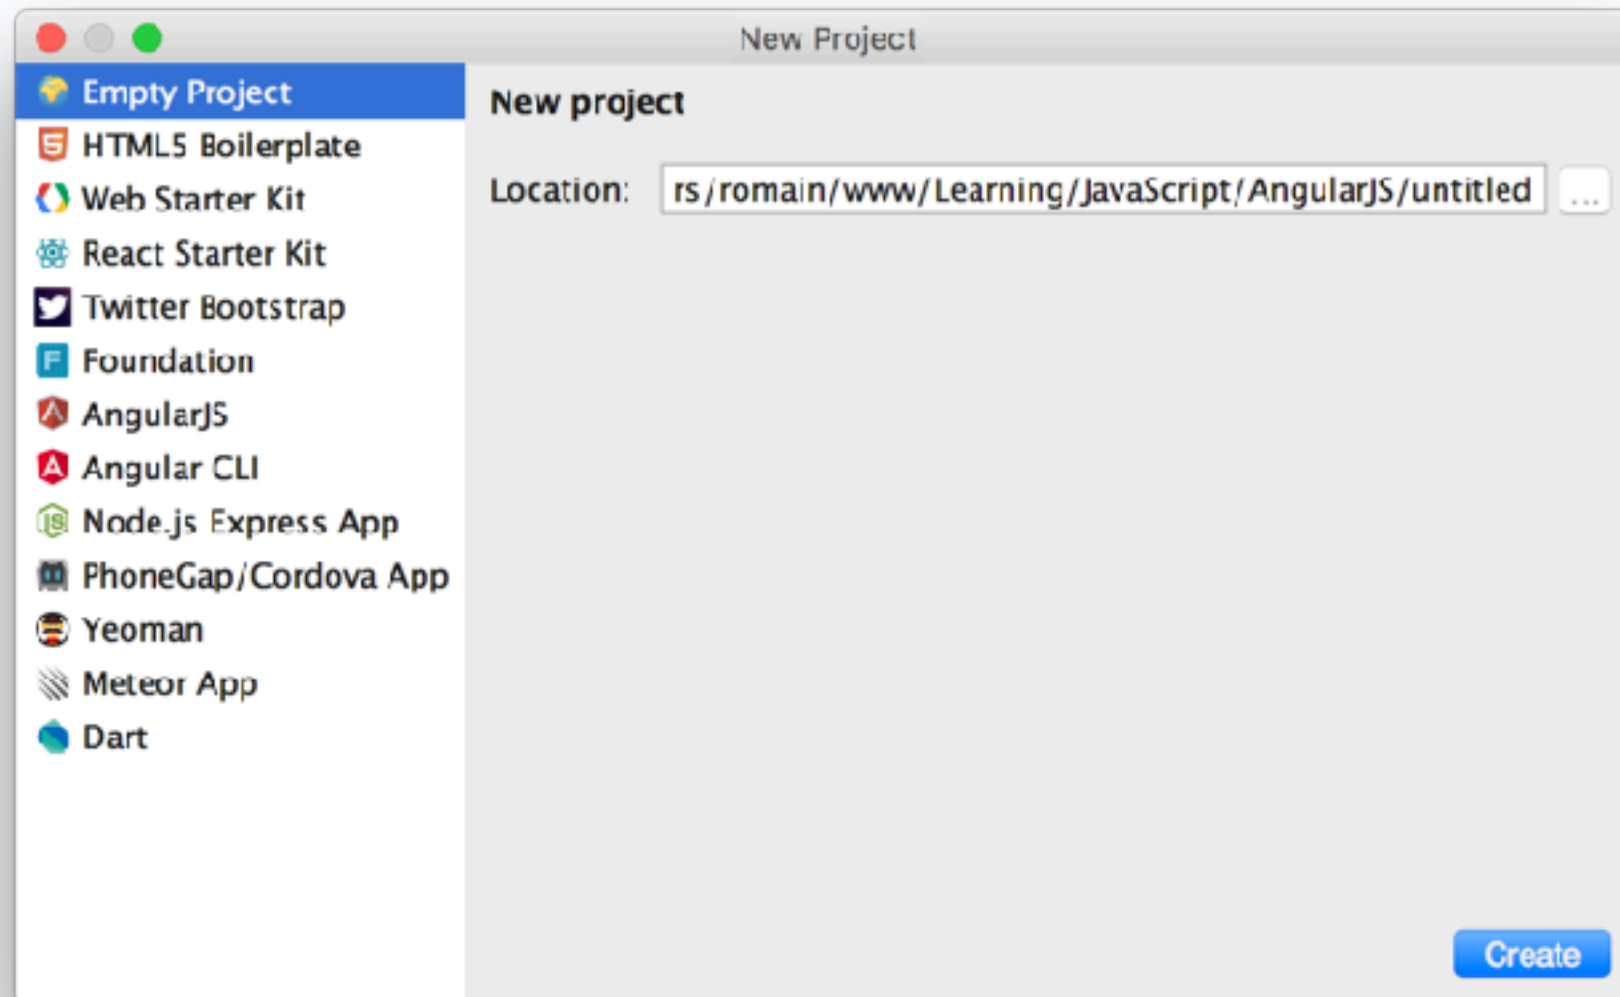 New Project
Empty Project
HTML5 Boilerplate
Web Starter Kit
React Starter Kit
Twitter Bootstrap
Foundation
AngularJS
Angular CLI
Node.js Express App
PhoneGap/Cordova App
Yeoman
Meteor App
Dart
New project
Location: rs/romain/www/Learning/JavaScript/AngularJS/untitled ...
Create